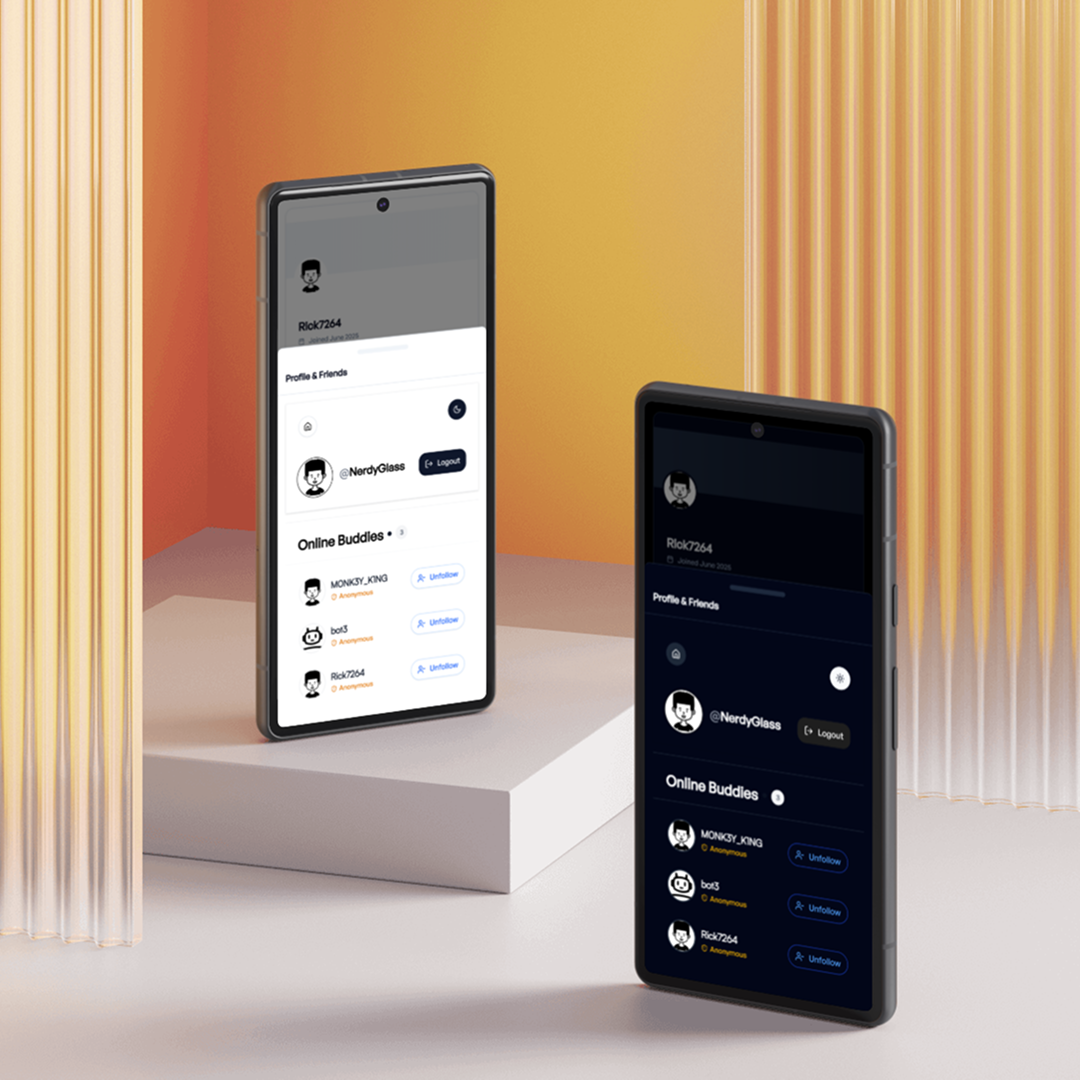 Rick7264
Joined June 2025
Profile & Friends
@NerdyGlass
Logout
Online Buddies • 3
M0NK3Y_K1NG
Anonymous
Unfollow
bot3
Anonymous
Unfollow
Rick7264
Anonymous
Unfollow
Rick7264
Joined June 2025
Profile & Friends
@NerdyGlass
Logout
Online Buddies 3
M0NK3Y_K1NG
Anonymous
Unfollow
bot3
Anonymous
Unfollow
Rick7264
Anonymous
Unfollow